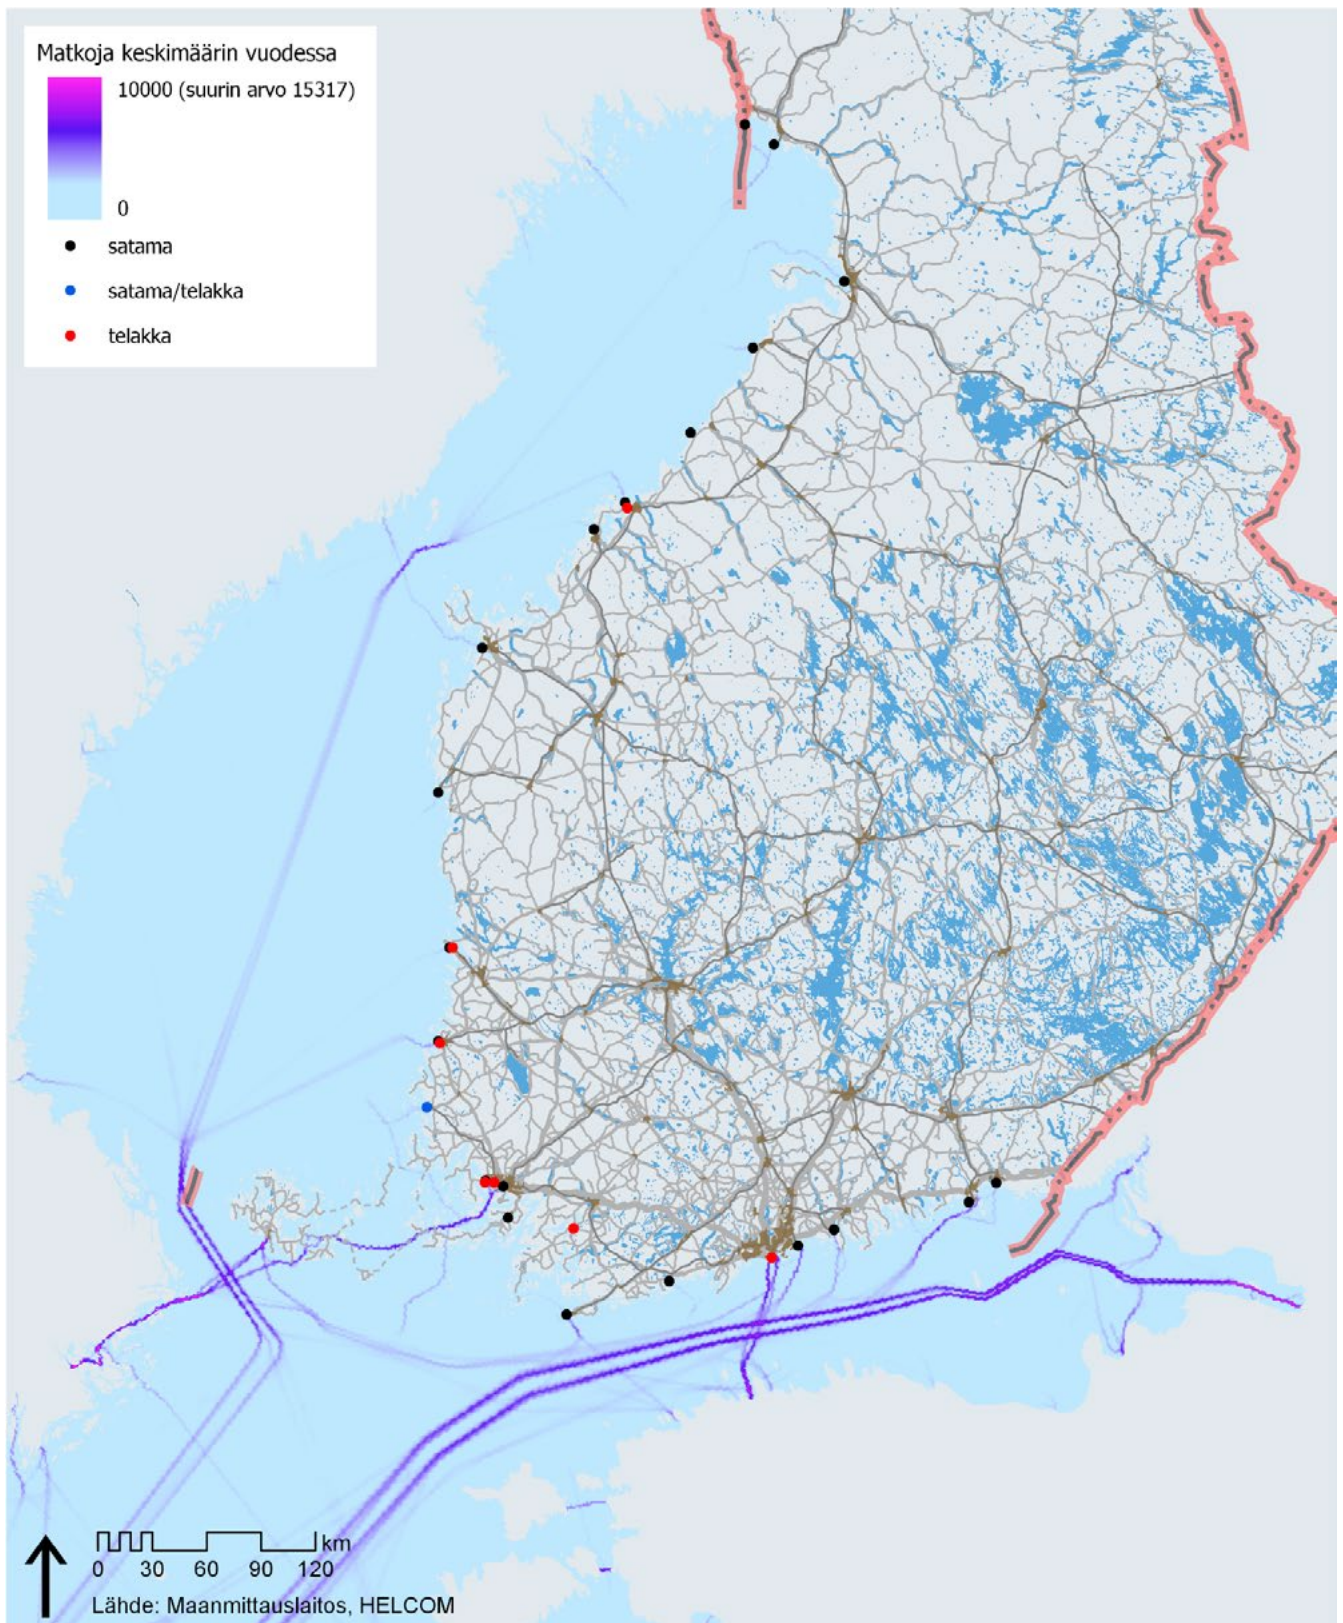 Matkoja keskimäärin vuodessa
10000 (suurin arvo 15317)
0
satama
satama/telakka
telakka
km
0 30 60 90 120
Lähde: Maanmittauslaitos, HELCOM